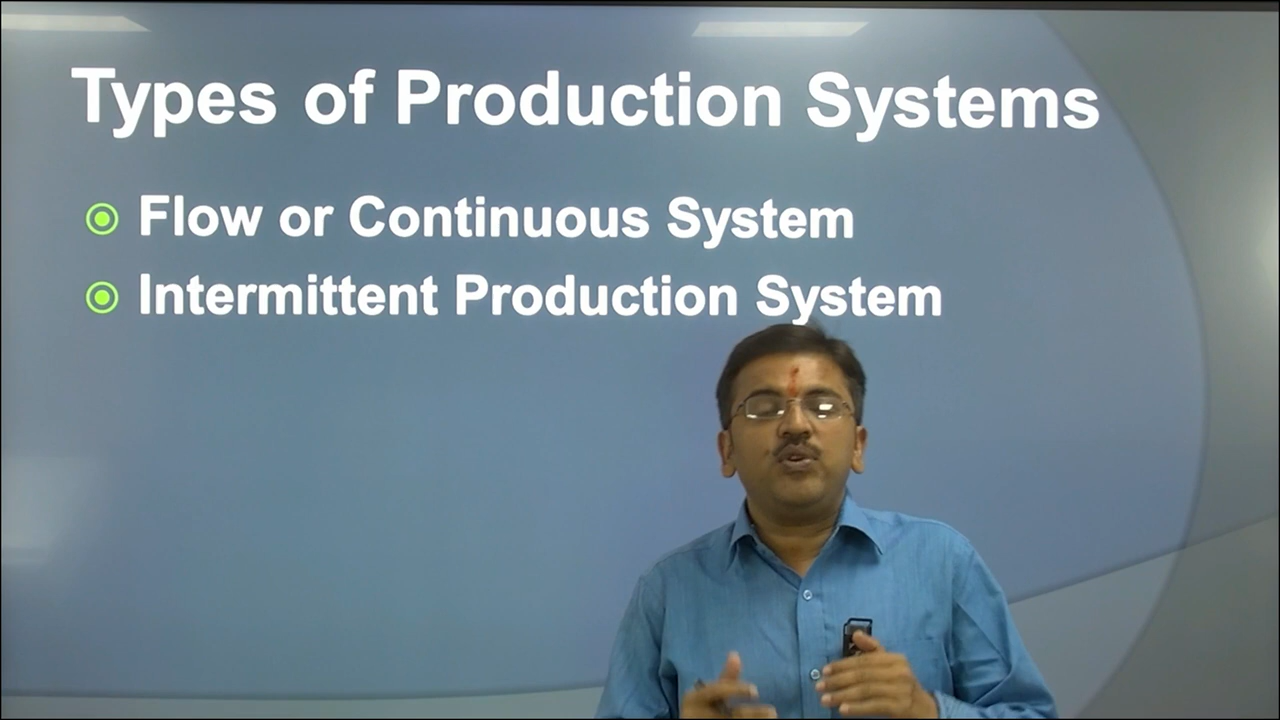 Types of Production Systems
Flow or Continuous System
Intermittent Production System